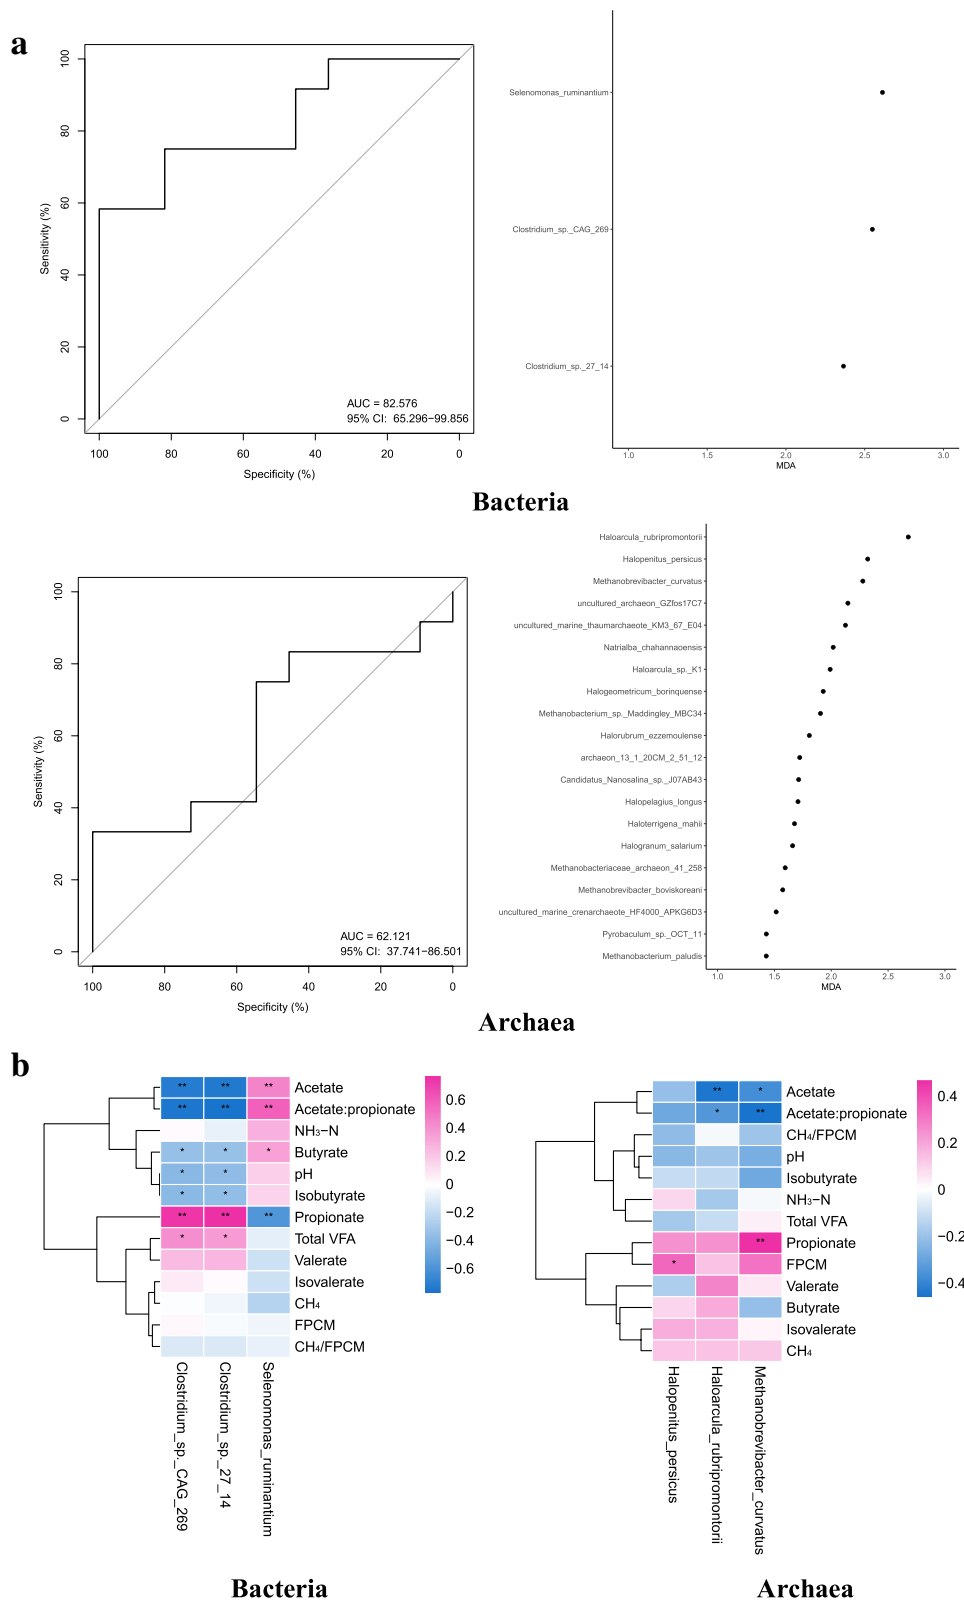 a
100
80
60
40
20
0
Sensitivity (%)
AUC = 82.576
95% CI: 65.296−99.856
100 80 60 40 20 0
Specificity (%)
Selenomonas_ruminantium
Clostridium_sp._CAG_269
Clostridium_sp._27_14
1.0 1.5 2.0 2.5 3.0
MDA
Bacteria
100
80
60
40
20
0
Sensitivity (%)
AUC = 62.121
95% CI: 37.741−86.501
100 80 60 40 20 0
Specificity (%)
Haloarcula_rubripromontorii
Halopenitus_persicus
Methanobrevibacter_curvatus
uncultured_archaeon_GZfos17C7
uncultured_marine_thaumarchaeote_KM3_67_E04
Natrialba_chahannaoensis
Haloarcula_sp._K1
Halogeometricum_borinquense
Methanobacterium_sp._Maddingley_MBC34
Halorubrum_ezzemoulense
archaeon_13_1_20CM_2_51_12
Candidatus_Nanosalina_sp._J07AB43
Halopelagius_longus
Haloterrigena_mahii
Halogranum_salarium
Methanobacteriaceae_archaeon_41_258
Methanobrevibacter_boviskoreani
uncultured_marine_crenarchaeote_HF4000_APKG6D3
Pyrobaculum_sp._OCT_11
Methanobacterium_paludis
1.0 1.5 2.0 2.5 3.0
MDA
Archaea
b
** ** ** Acetate
** ** ** Acetate:propionate
NH₃−N
* * * Butyrate
* * pH
* * Isobutyrate
** ** ** Propionate
* * Total VFA
Valerate
Isovalerate
CH₄
FPCM
CH₄/FPCM
Clostridium_sp._CAG_269
Clostridium_sp._27_14
Selenomonas_ruminantium
0.6
0.4
0.2
0
−0.2
−0.4
−0.6
Bacteria
** * Acetate
* ** Acetate:propionate
CH₄/FPCM
pH
Isobutyrate
NH₃−N
Total VFA
** Propionate
* FPCM
Valerate
Butyrate
Isovalerate
CH₄
Halopenitus_persicus
Haloarcula_rubripromontorii
Methanobrevibacter_curvatus
0.4
0.2
0
−0.2
−0.4
Archaea